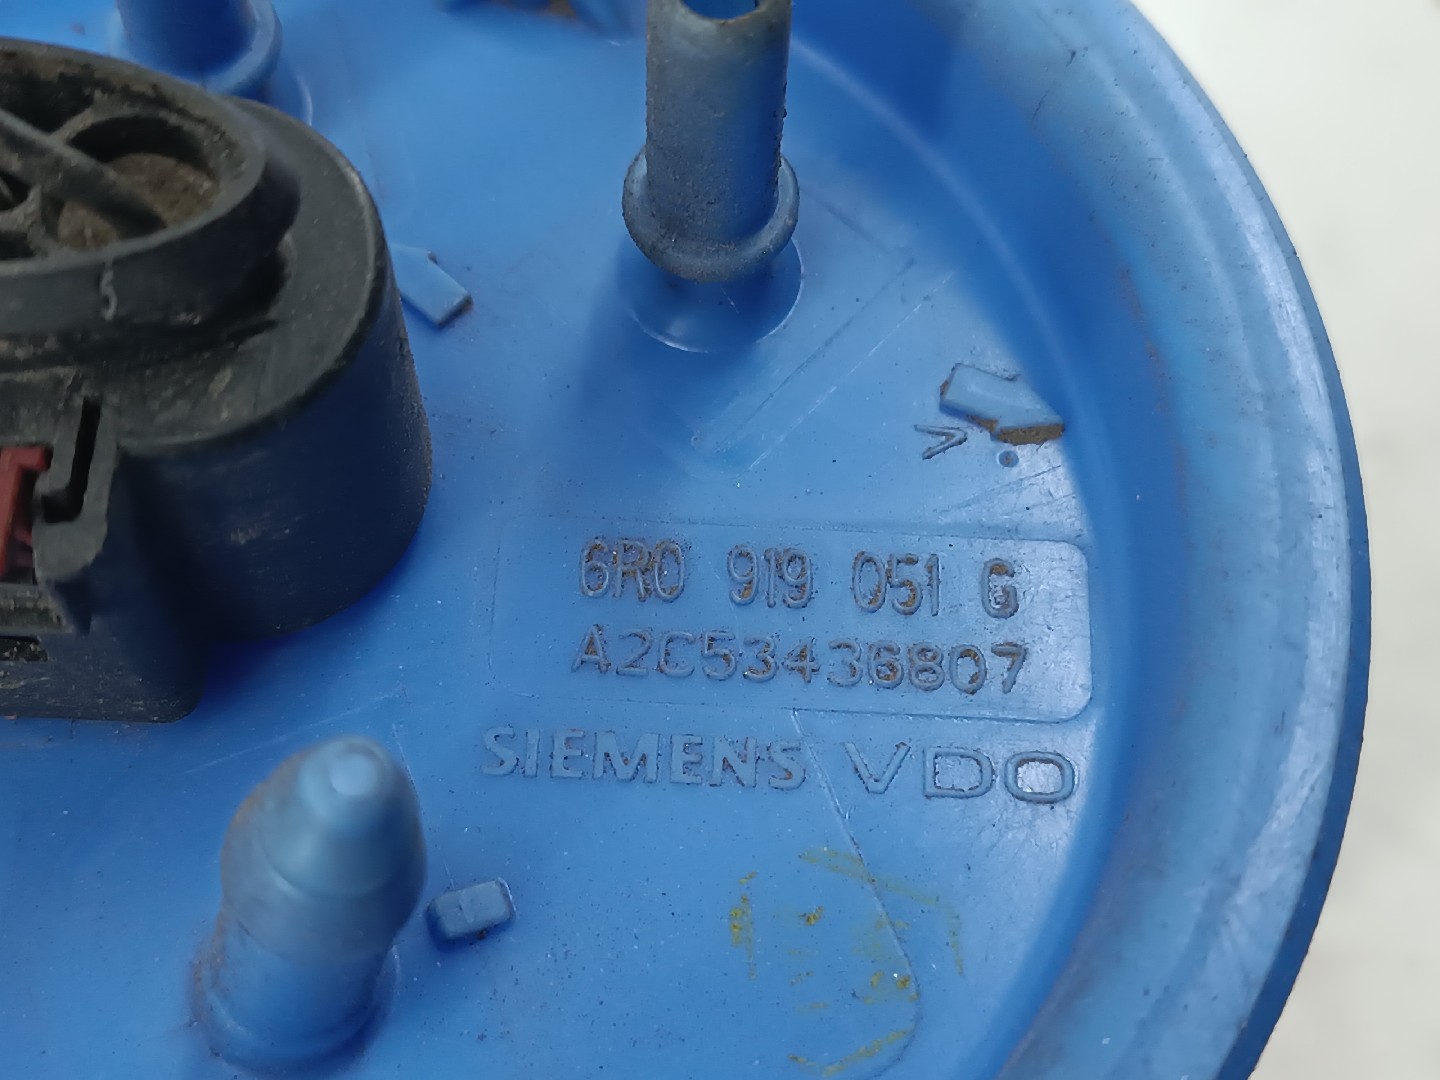 6R0 919 051 G
A2C53436807
SIEMENS VDO